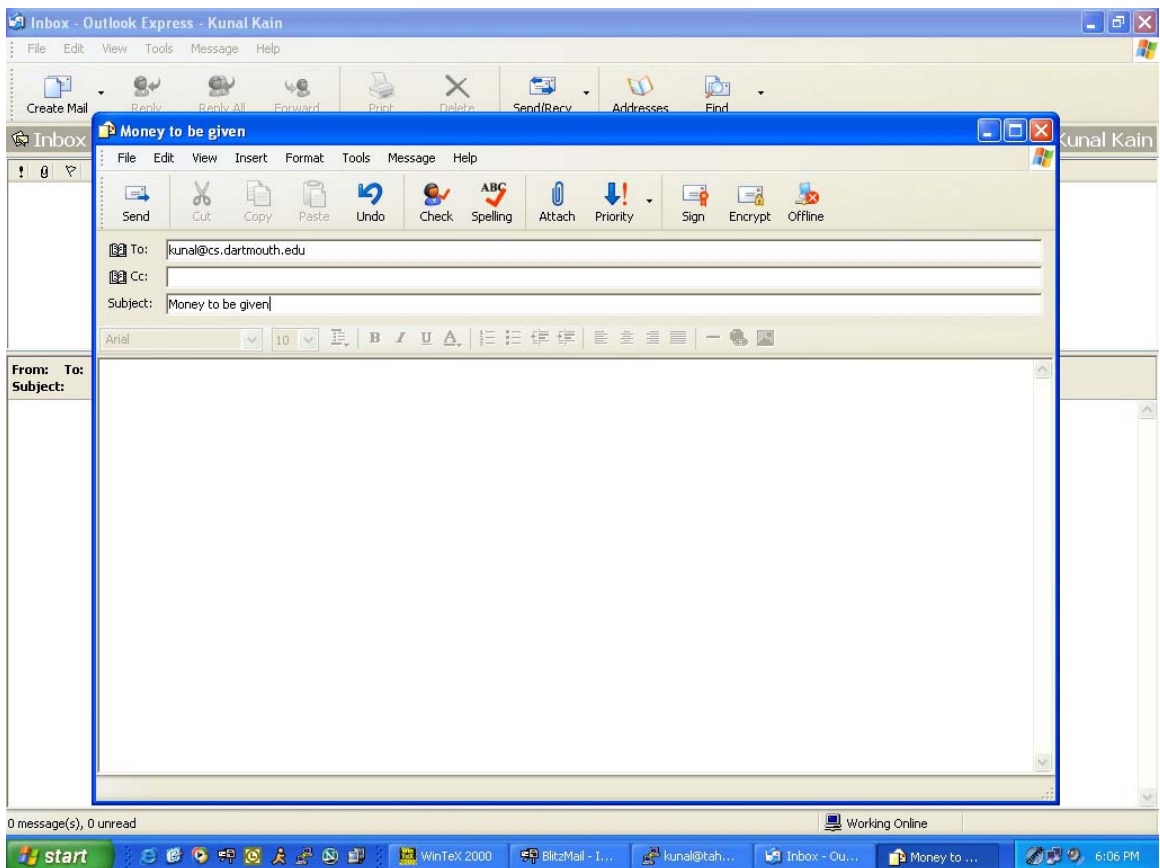 Inbox - Outlook Express - Kunal Kain
File Edit View Tools Message Help
Create Mail Reply Reply All Forward Print Delete Send/Recv Addresses Find
Inbox
Kunal Kain
Money to be given
File Edit View Insert Format Tools Message Help
Send Cut Copy Paste Undo Check ABC Spelling Attach Priority Sign Encrypt Offline
To: kunal@cs.dartmouth.edu
Cc:
Subject: Money to be given
Arial 10 B I U A
From: To:
Subject:
0 message(s), 0 unread
Working Online
start WinTeX 2000 BlitzMail - I... kunal@tah... Inbox - Ou... Money to ... 6:06 PM